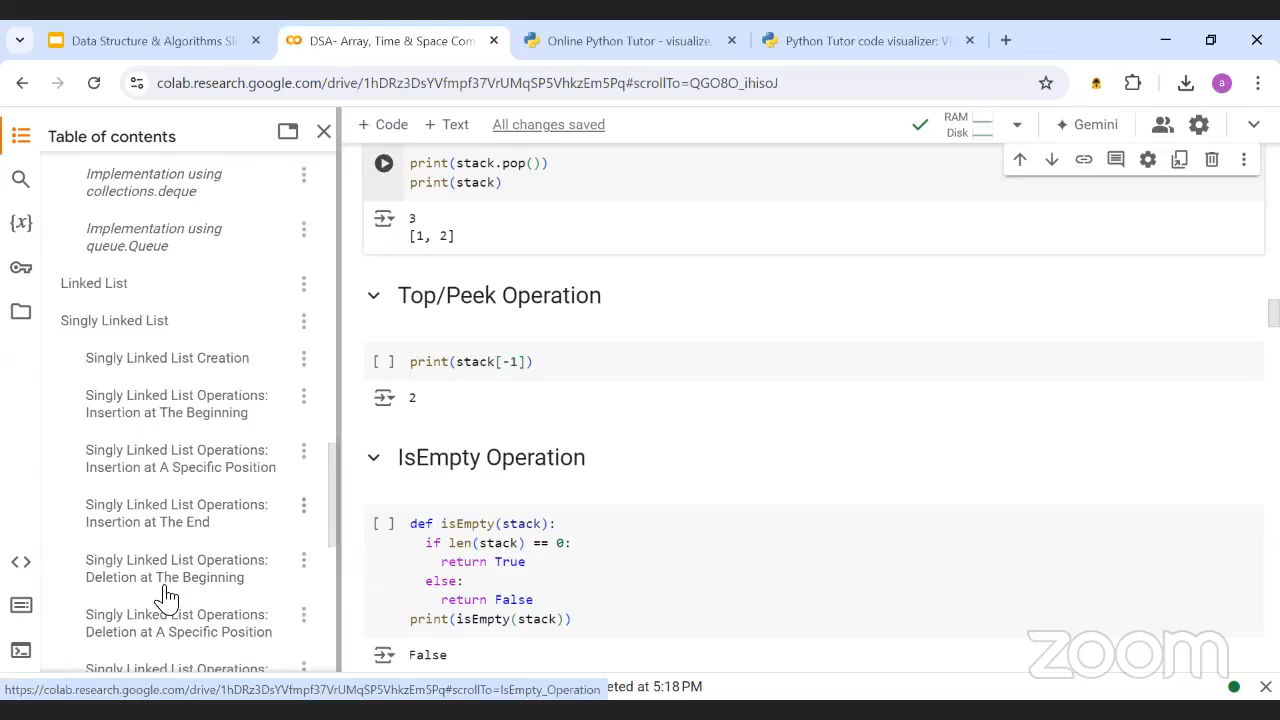 Data Structure & Algorithms Sli
DSA- Array, Time & Space Com
Online Python Tutor - visualize
Python Tutor code visualizer: Vi
colab.research.google.com/drive/1hDRz3DsYVfmpf37VrUMqSP5VhkzEm5Pq#scrollTo=QGO8O_ihisoJ
a
Table of contents
+ Code + Text All changes saved
RAM
Disk
Gemini
Implementation using
collections.deque
Implementation using
queue.Queue
Linked List
Singly Linked List
Singly Linked List Creation
Singly Linked List Operations:
Insertion at The Beginning
Singly Linked List Operations:
Insertion at A Specific Position
Singly Linked List Operations:
Insertion at The End
Singly Linked List Operations:
Deletion at The Beginning
Singly Linked List Operations:
Deletion at A Specific Position
Singly Linked List Operations:
print(stack.pop())
print(stack)
3
[1, 2]
Top/Peek Operation
[ ] print(stack[-1])
2
IsEmpty Operation
[ ] def isEmpty(stack):
if len(stack) == 0:
return True
else:
return False
print(isEmpty(stack))
False
zoom
https://colab.research.google.com/drive/1hDRz3DsYVfmpf37VrUMqSP5VhkzEm5Pq#scrollTo=IsEmpty_Operation
eted at 5:18 PM